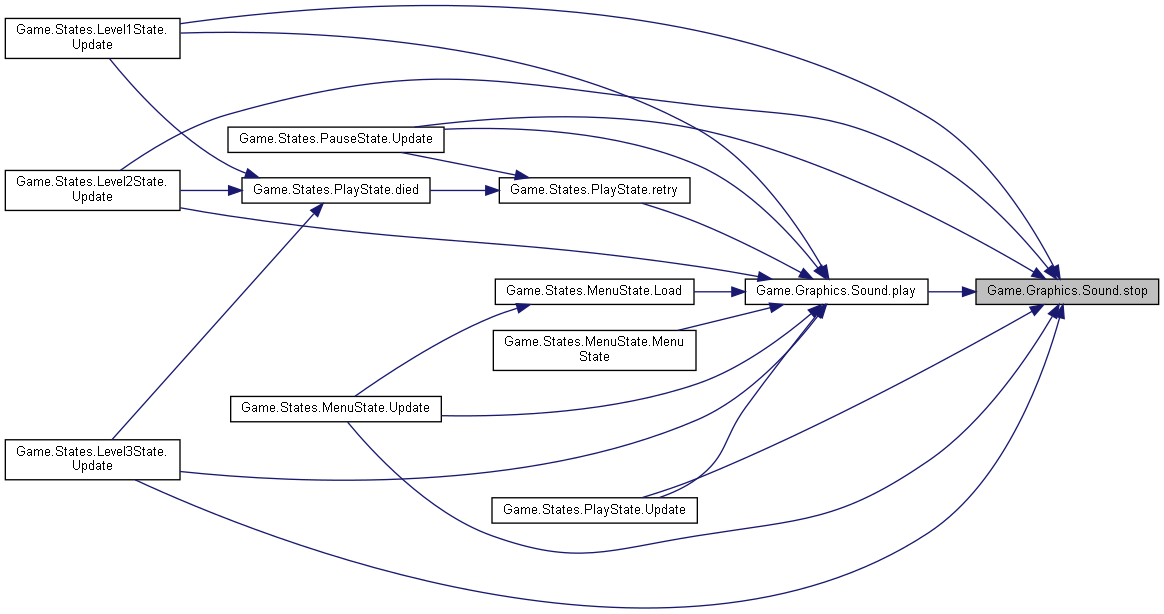 Game.States.Level1State.
Update
Game.States.PauseState.Update
Game.States.Level2State.
Update
Game.States.PlayState.died
Game.States.PlayState.retry
Game.States.MenuState.Load
Game.Graphics.Sound.play
Game.Graphics.Sound.stop
Game.States.MenuState.Menu
State
Game.States.MenuState.Update
Game.States.Level3State.
Update
Game.States.PlayState.Update